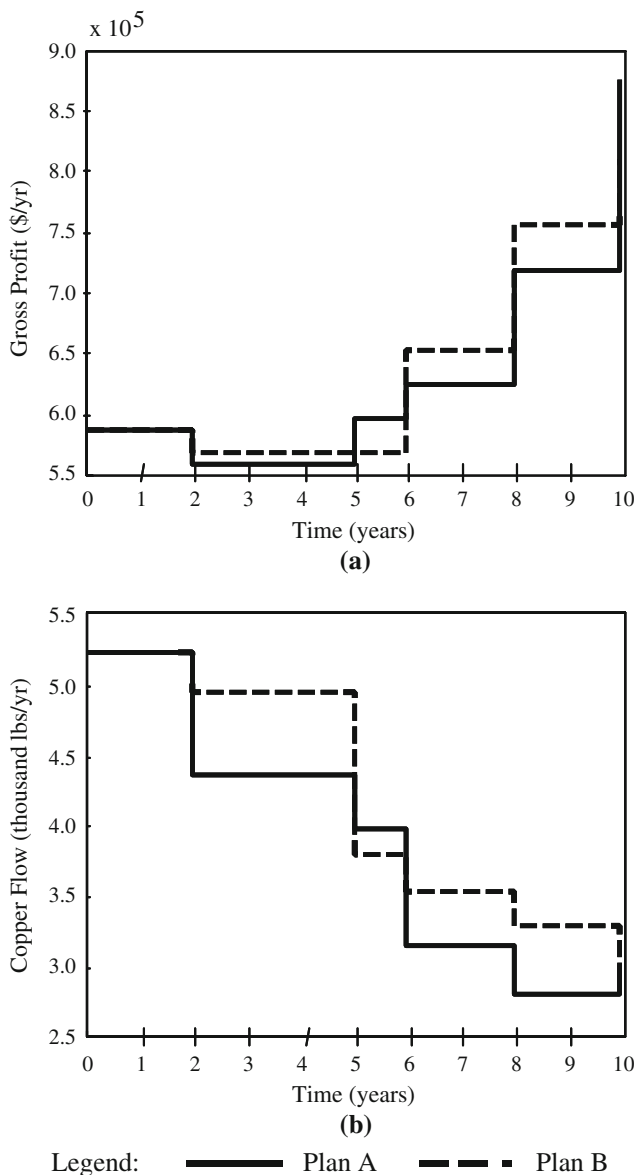 x 10⁵
Gross Profit ($/yr)
9.0
8.5
8.0
7.5
7.0
6.5
6.0
5.5
0 1 2 3 4 5 6 7 8 9 10
Time (years)
(a)
Copper Flow (thousand lbs/yr)
5.5
5.0
4.5
4.0
3.5
3.0
2.5
0 1 2 3 4 5 6 7 8 9 10
Time (years)
(b)
Legend: Plan A Plan B